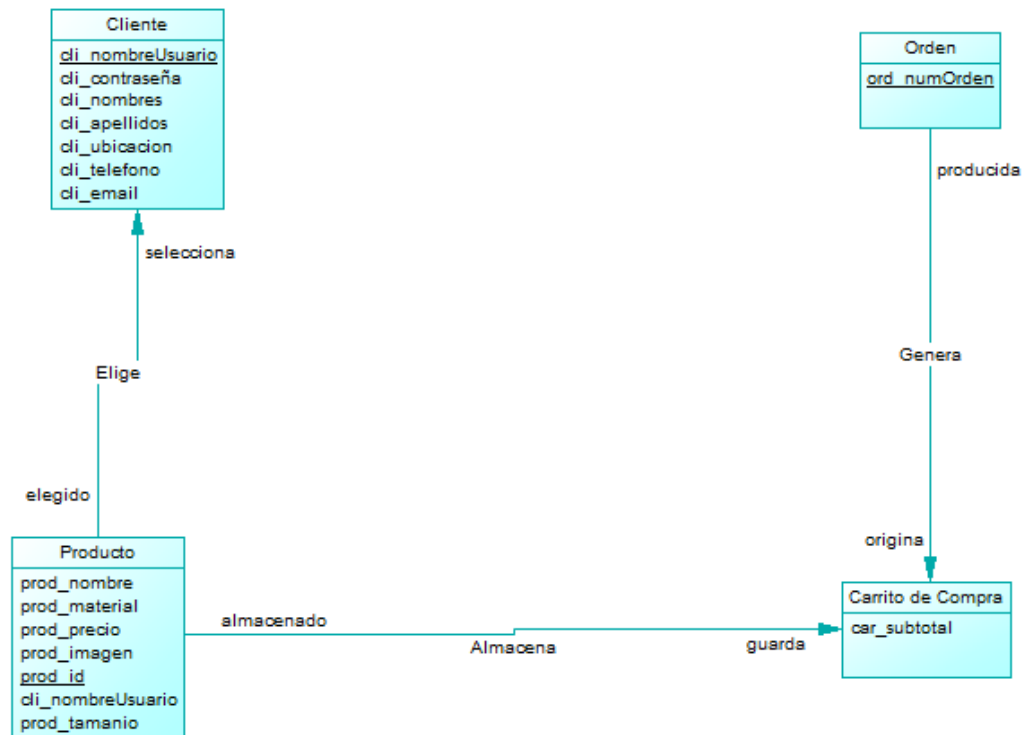 Cliente
cli_nombreUsuario
cli_contraseña
cli_nombres
cli_apellidos
cli_ubicacion
cli_telefono
cli_email
Orden
ord_numOrden
producida
selecciona
Genera
Elige
elegido
origina
Producto
prod_nombre
prod_material
prod_precio
prod_imagen
prod_id
cli_nombreUsuario
prod_tamanio
almacenado
Almacena
guarda
Carrito de Compra
car_subtotal